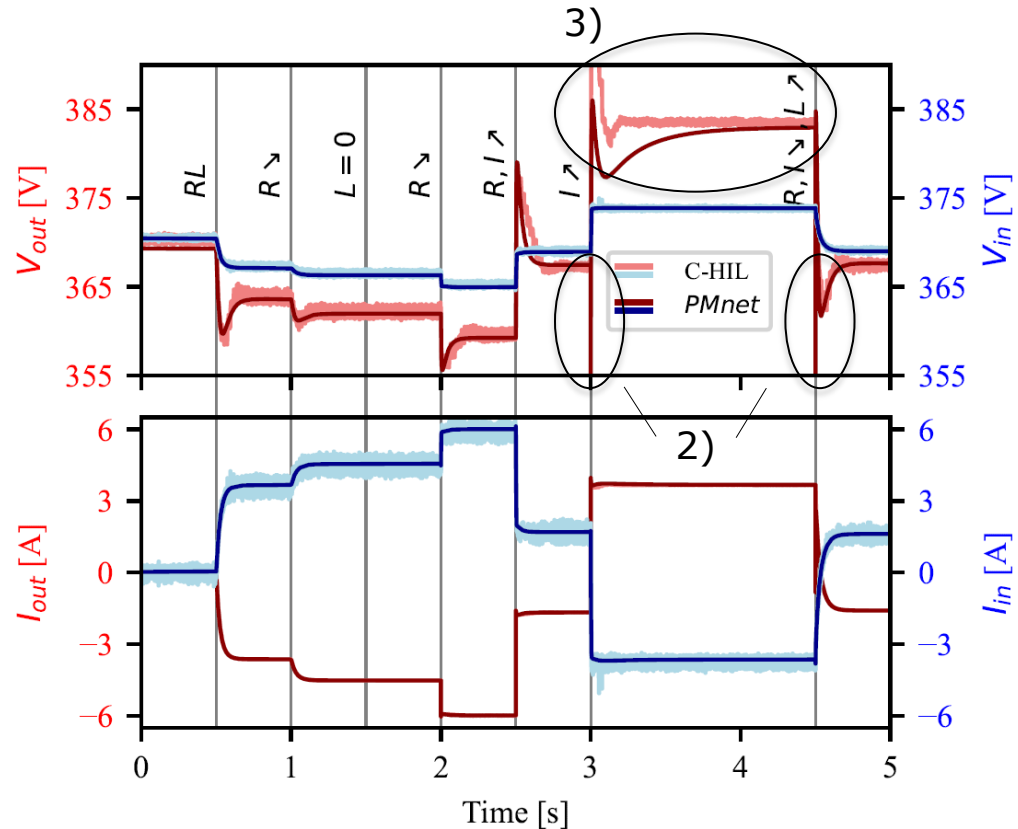 3)
385
375
365
355
V_out [V]
RL
R↘
L = 0
R↘
R, I↗
I↗
R, I↘, L↗
385
375
365
355
V_in [V]
C-HIL
PMnet
2)
6
3
0
−3
−6
I_out [A]
6
3
0
−3
−6
I_in [A]
0
1
2
3
4
5
Time [s]